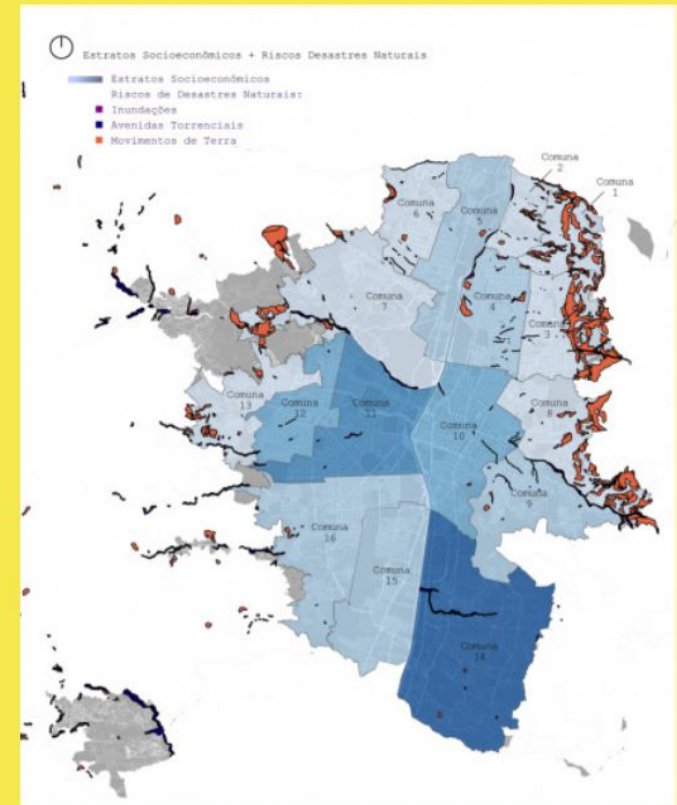 Estratos Socioeconômicos + Riscos Desastres Naturais
Estratos Socioeconômicos
Riscos de Desastres Naturais:
Inundações
Avenidas Torrenciais
Movimentos de Terra
Comuna
2
Comuna
1
Comuna
6
Comuna
5
Comuna
7
Comuna
4
Comuna
3
Comuna
13
Comuna
12
Comuna
11
Comuna
10
Comuna
8
Comuna
9
Comuna
16
Comuna
15
Comuna
14